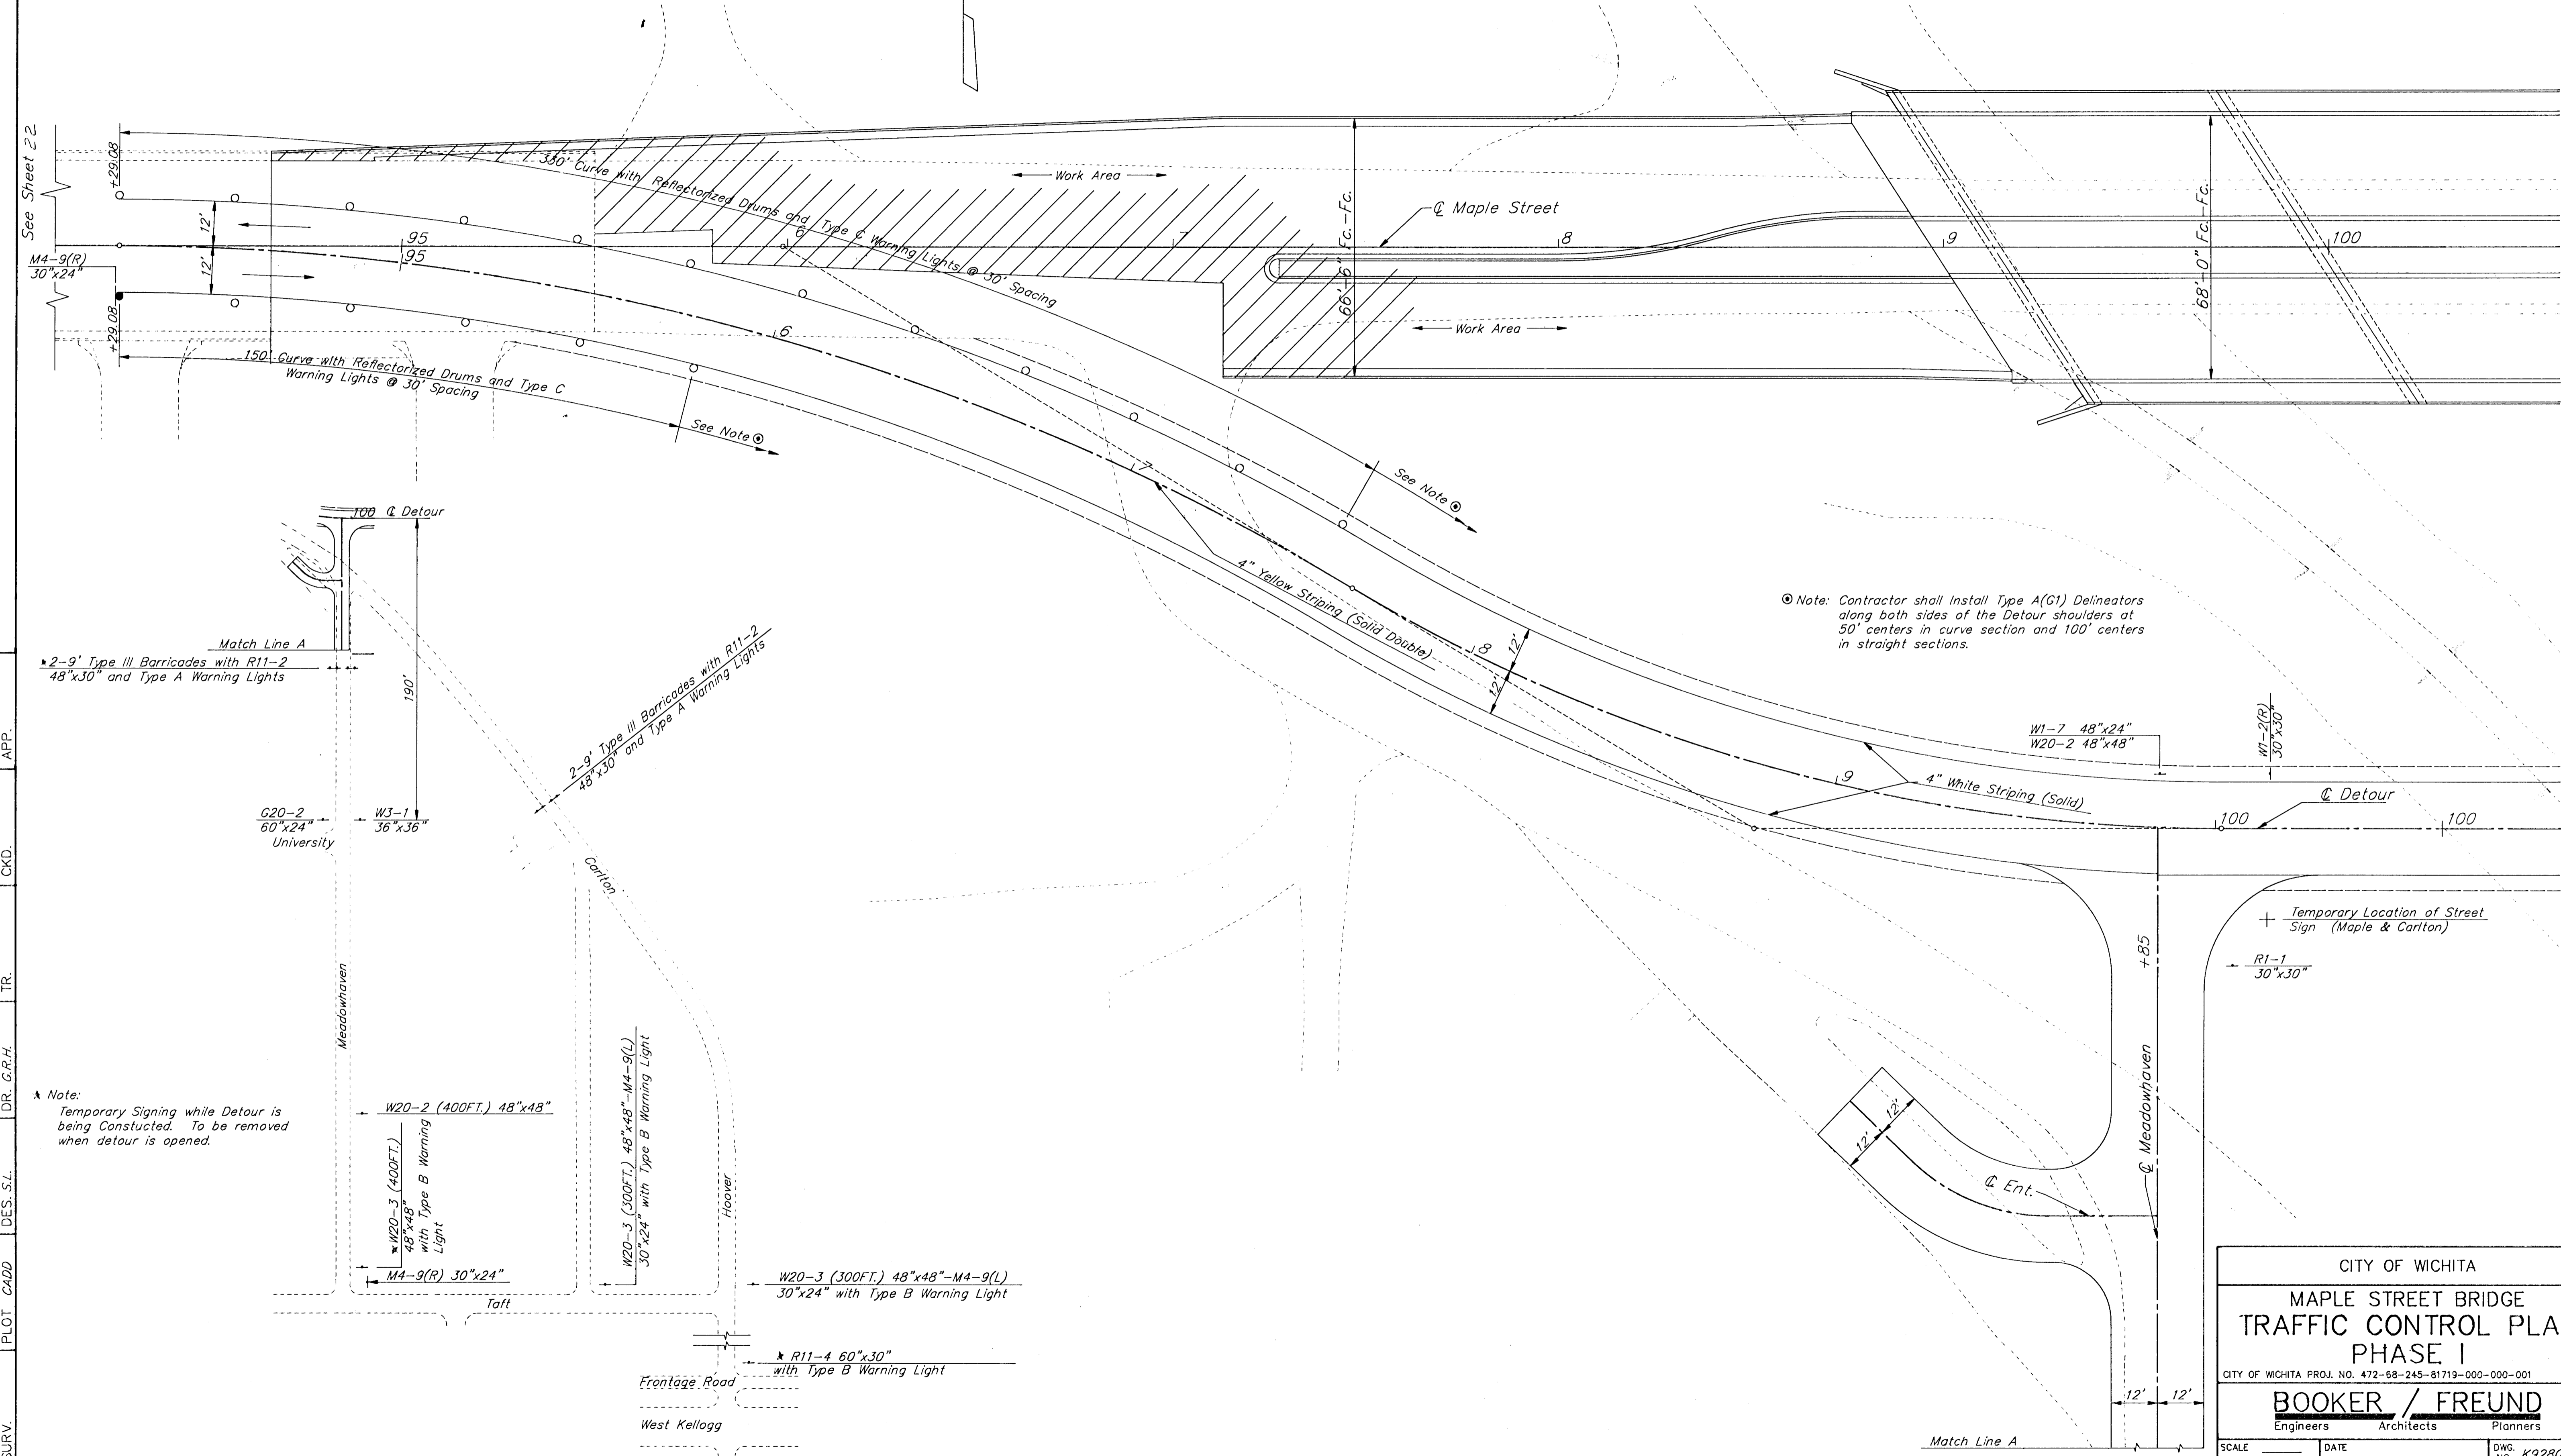 See Sheet 22
+29.08
12'
12'
M4-9(R)
30"x24"
+29.08
95
95
330' Curve with Reflectorized Drums and Type C Warning Lights @ 30' Spacing
150' Curve with Reflectorized Drums and Type C
Warning Lights @ 30' Spacing
See Note
Work Area
6
7
℄ Maple Street
8
9
100
66'-6" Fc.-Fc.
68'-0" Fc.-Fc.
Work Area
6
7
See Note
4" Yellow Striping (Solid Double)
8
12'
12'
Note: Contractor shall Install Type A(G1) Delineators
along both sides of the Detour shoulders at
50' centers in curve section and 100' centers
in straight sections.
W1-7 48"x24"
W20-2 48"x48"
W1-2(R)
30"x30"
9
4" White Striping (Solid)
℄ Detour
100
100
Temporary Location of Street
Sign (Maple & Carlton)
R1-1
30"x30"
+85
℄ Meadowhaven
12'
12'
℄ Ent.
12'
12'
Match Line A
100 ℄ Detour
Match Line A
2-9' Type III Barricades with R11-2
48"x30" and Type A Warning Lights
190'
2-9' Type III Barricades with R11-2
48"x30" and Type A Warning Lights
G20-2
60"x24"
W3-1
36"x36"
University
Carlton
Meadowhaven
Note:
Temporary Signing while Detour is
being Constucted. To be removed
when detour is opened.
W20-2 (400FT.) 48"x48"
W20-3 (400FT.)
48"x48"
with Type B Warning
Light
M4-9(R) 30"x24"
W20-3 (300FT.) 48"x48"-M4-9(L)
30"x24" with Type B Warning Light
Hoover
W20-3 (300FT.) 48"x48"-M4-9(L)
30"x24" with Type B Warning Light
Taft
R11-4 60"x30"
with Type B Warning Light
Frontage Road
West Kellogg
APP.
CKD.
TR.
DR. G.R.H.
DES. S.L.
PLOT CADD
SURV.
CITY OF WICHITA
MAPLE STREET BRIDGE
TRAFFIC CONTROL PLA
PHASE I
CITY OF WICHITA PROJ. NO. 472-68-245-81719-000-000-001
BOOKER / FREUND
Engineers Architects Planners
SCALE
DATE
DWG.